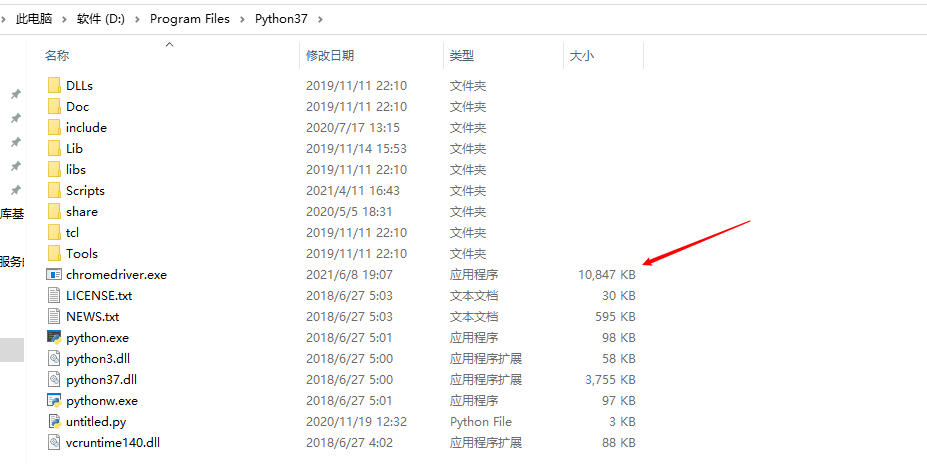 此电脑 > 软件 (D:) > Program Files > Python37 >
名称 修改日期 类型 大小
DLLs 2019/11/11 22:10 文件夹
Doc 2019/11/11 22:10 文件夹
include 2020/7/17 13:15 文件夹
Lib 2019/11/14 15:53 文件夹
libs 2019/11/11 22:10 文件夹
Scripts 2021/4/11 16:43 文件夹
库基
share 2020/5/5 18:31 文件夹
tcl 2019/11/11 22:10 文件夹
Tools 2019/11/11 22:10 文件夹
服务
chromedriver.exe 2021/6/8 19:07 应用程序 10,847 KB
LICENSE.txt 2018/6/27 5:03 文本文档 30 KB
NEWS.txt 2018/6/27 5:03 文本文档 595 KB
python.exe 2018/6/27 5:01 应用程序 98 KB
python3.dll 2018/6/27 5:00 应用程序扩展 58 KB
python37.dll 2018/6/27 5:00 应用程序扩展 3,755 KB
pythonw.exe 2018/6/27 5:01 应用程序 97 KB
untitled.py 2020/11/19 12:32 Python File 3 KB
vcruntime140.dll 2018/6/27 4:02 应用程序扩展 88 KB